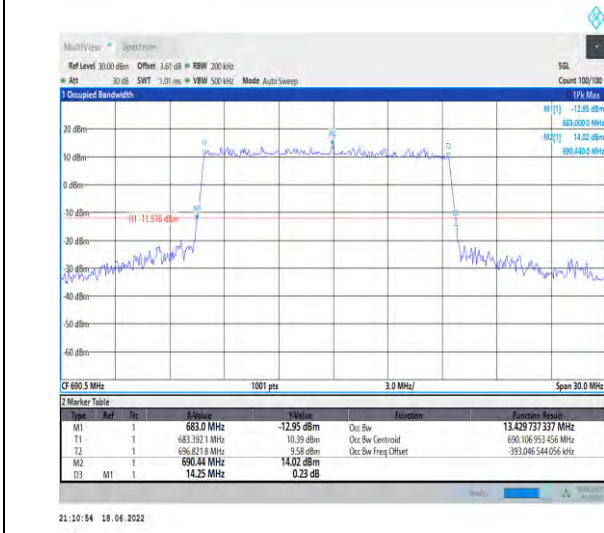 MultiView Spectrum
Ref Level 30.00 dBm Offset 3.61 dB RBW 200 kHz SGL
Att 30 dB SWT 1.01 ms VBW 500 kHz Mode Auto Sweep Count 100/100
1 Occupied Bandwidth 1Pk Max
M1[1] -12.95 dBm
683.0000 MHz
M2[1] 14.02 dBm
690.4400 MHz
20 dBm
10 dBm
0 dBm
-10 dBm
H1 -11.976 dBm
-20 dBm
-30 dBm
-40 dBm
-50 dBm
-60 dBm
T1
M2
T2
M1
CF 690.5 MHz 1001 pts 3.0 MHz/ Span 30.0 MHz
2 Marker Table
Type Ref Trc X-Value Y-Value Function Function Result
M1 1 683.0 MHz -12.95 dBm Occ Bw 13.429 737 337 MHz
T1 1 683.392 1 MHz 10.39 dBm Occ Bw Centroid 690.106 953 456 MHz
T2 1 696.821 8 MHz 9.58 dBm Occ Bw Freq Offset -393.046 544 056 kHz
M2 1 690.44 MHz 14.02 dBm
D3 M1 1 14.25 MHz 0.23 dB
21:10:54 18.06.2022